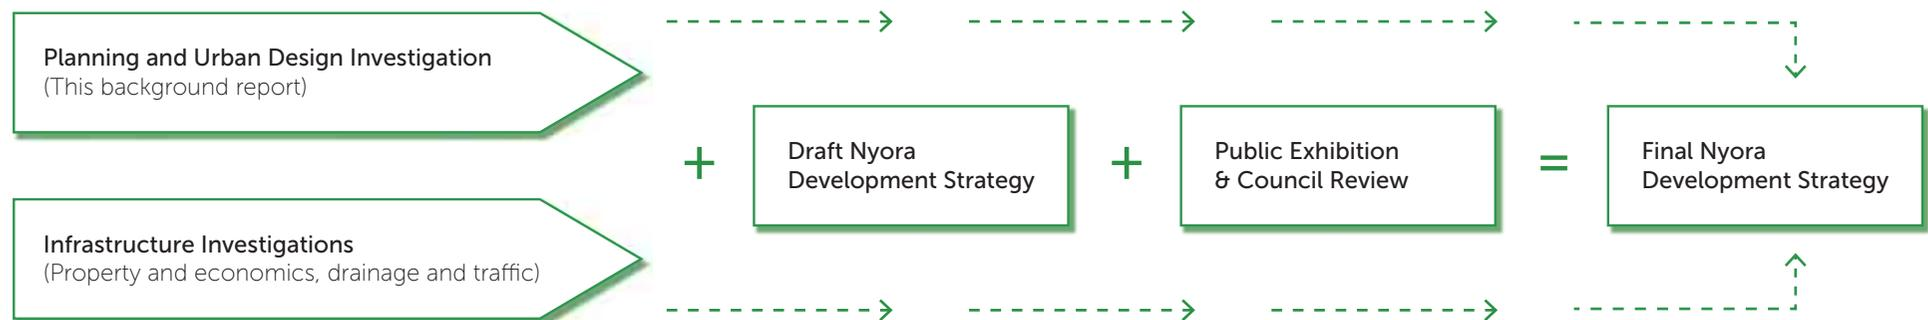 Planning and Urban Design Investigation
(This background report)
Infrastructure Investigations
(Property and economics, drainage and traffic)
+
Draft Nyora
Development Strategy
+
Public Exhibition
& Council Review
=
Final Nyora
Development Strategy